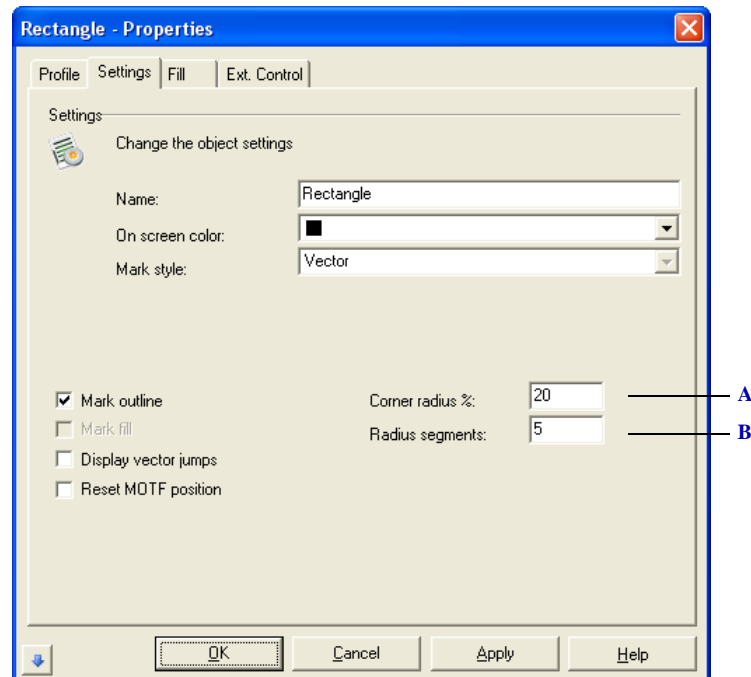 Rectangle - Properties
Profile Settings Fill Ext. Control
Settings
Change the object settings
Name: Rectangle
On screen color:
Mark style: Vector
Mark outline Corner radius %: 20 A
Mark fill Radius segments: 5 B
Display vector jumps
Reset MOTF position
OK Cancel Apply Help